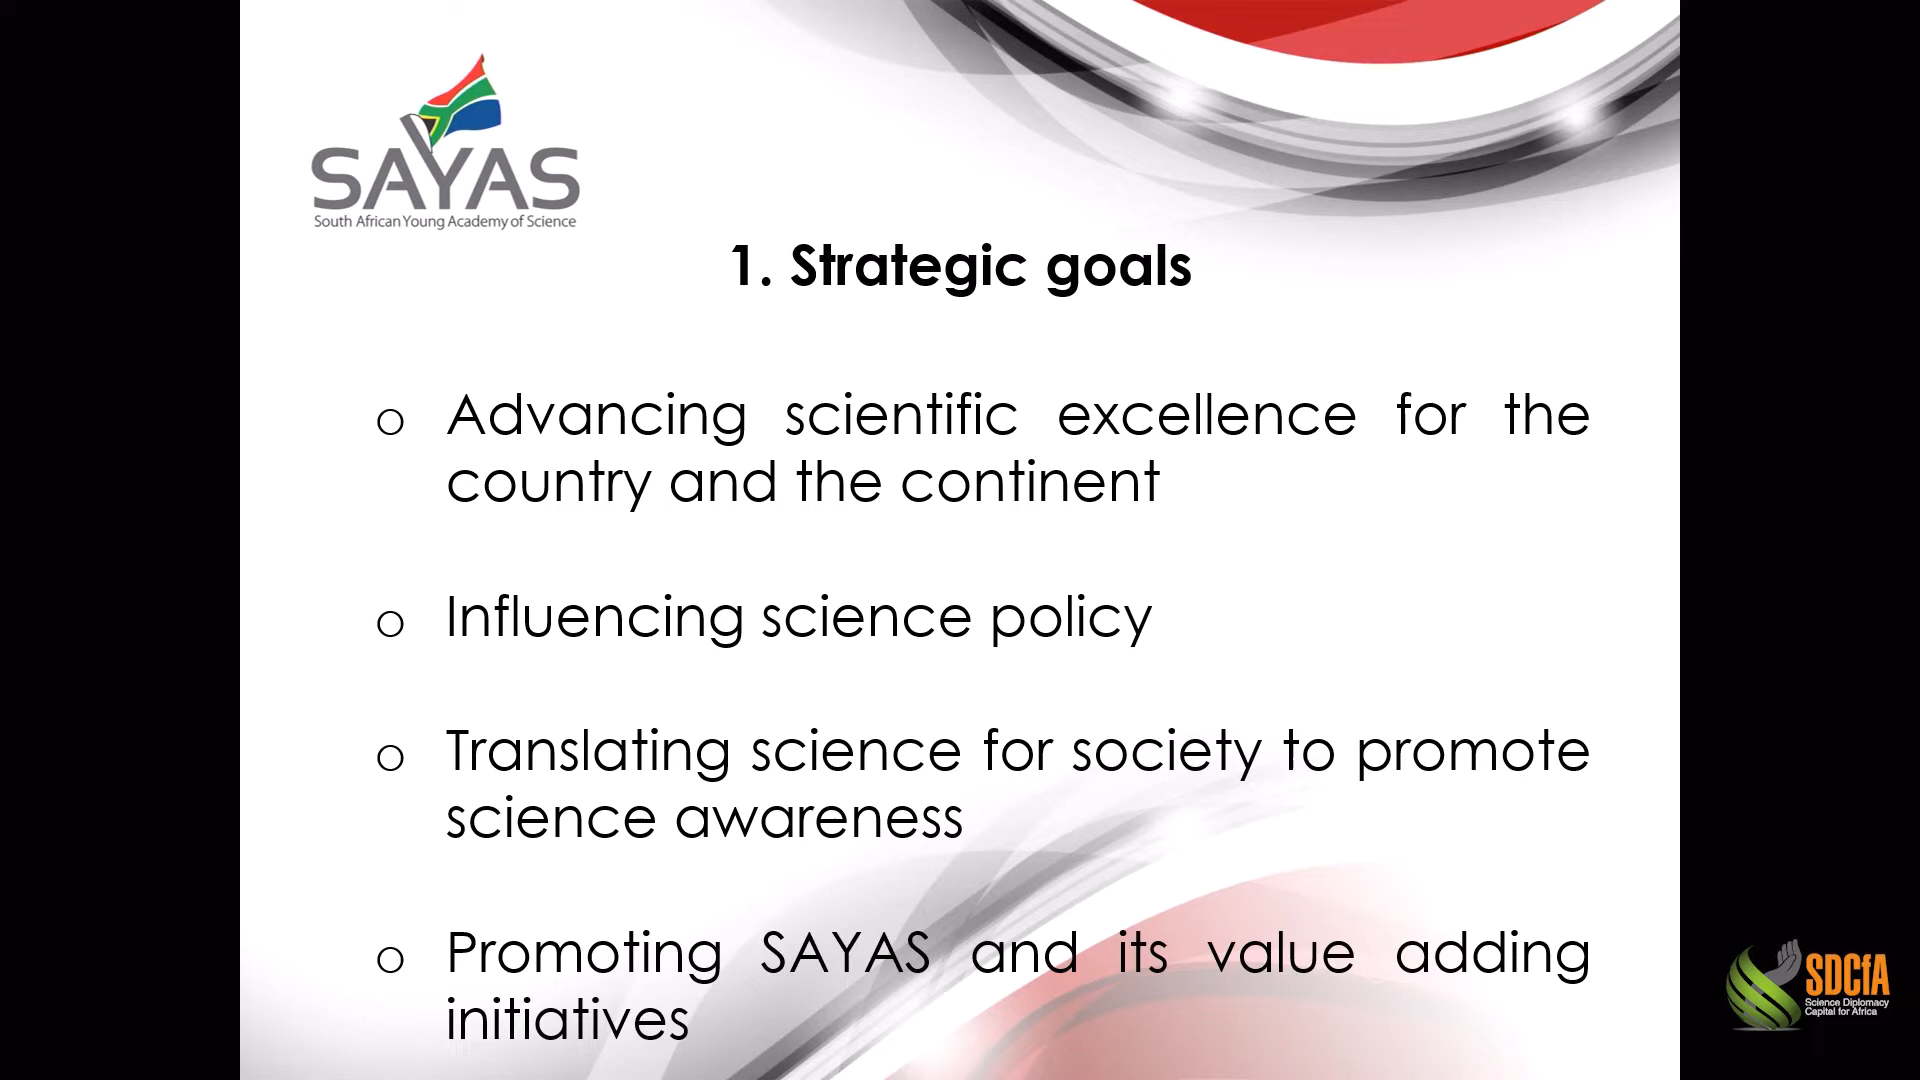 SAYAS
South African Young Academy of Science
1. Strategic goals
o Advancing scientific excellence for the
country and the continent
o Influencing science policy
o Translating science for society to promote
science awareness
o Promoting SAYAS and its value adding
initiatives
SDCfA
Science Diplomacy
Capital for Africa